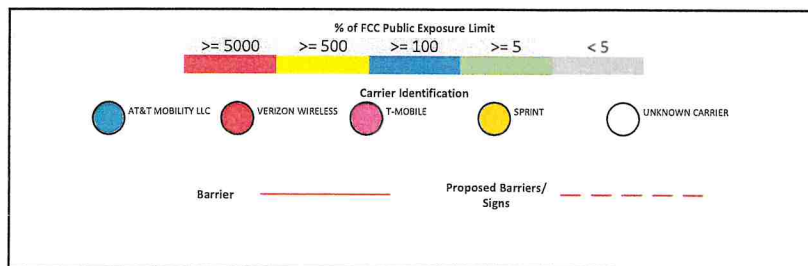 % of FCC Public Exposure Limit
>= 5000 >= 500 >= 100 >= 5 < 5
Carrier Identification
AT&T MOBILITY LLC VERIZON WIRELESS T-MOBILE SPRINT UNKNOWN CARRIER
Barrier Proposed Barriers/
Signs